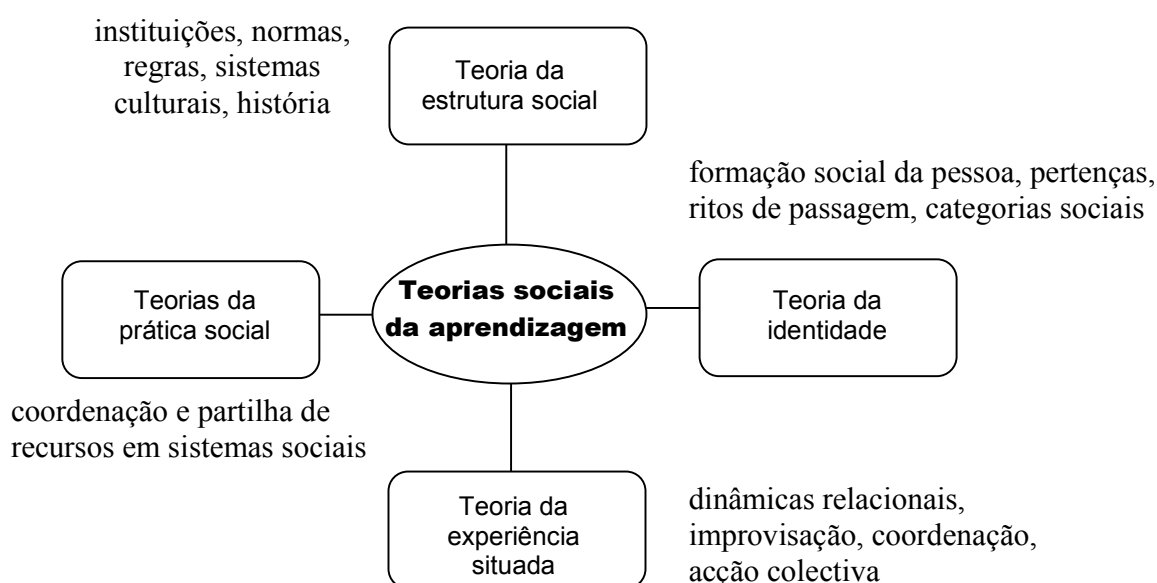 instituições, normas,
regras, sistemas
culturais, história
Teoria da
estrutura social
formação social da pessoa, pertenças,
ritos de passagem, categorias sociais
Teorias da
prática social
Teorias sociais
da aprendizagem
Teoria da
identidade
coordenação e partilha de
recursos em sistemas sociais
Teoria da
experiência
situada
dinâmicas relacionais,
improvisação, coordenação,
acção colectiva